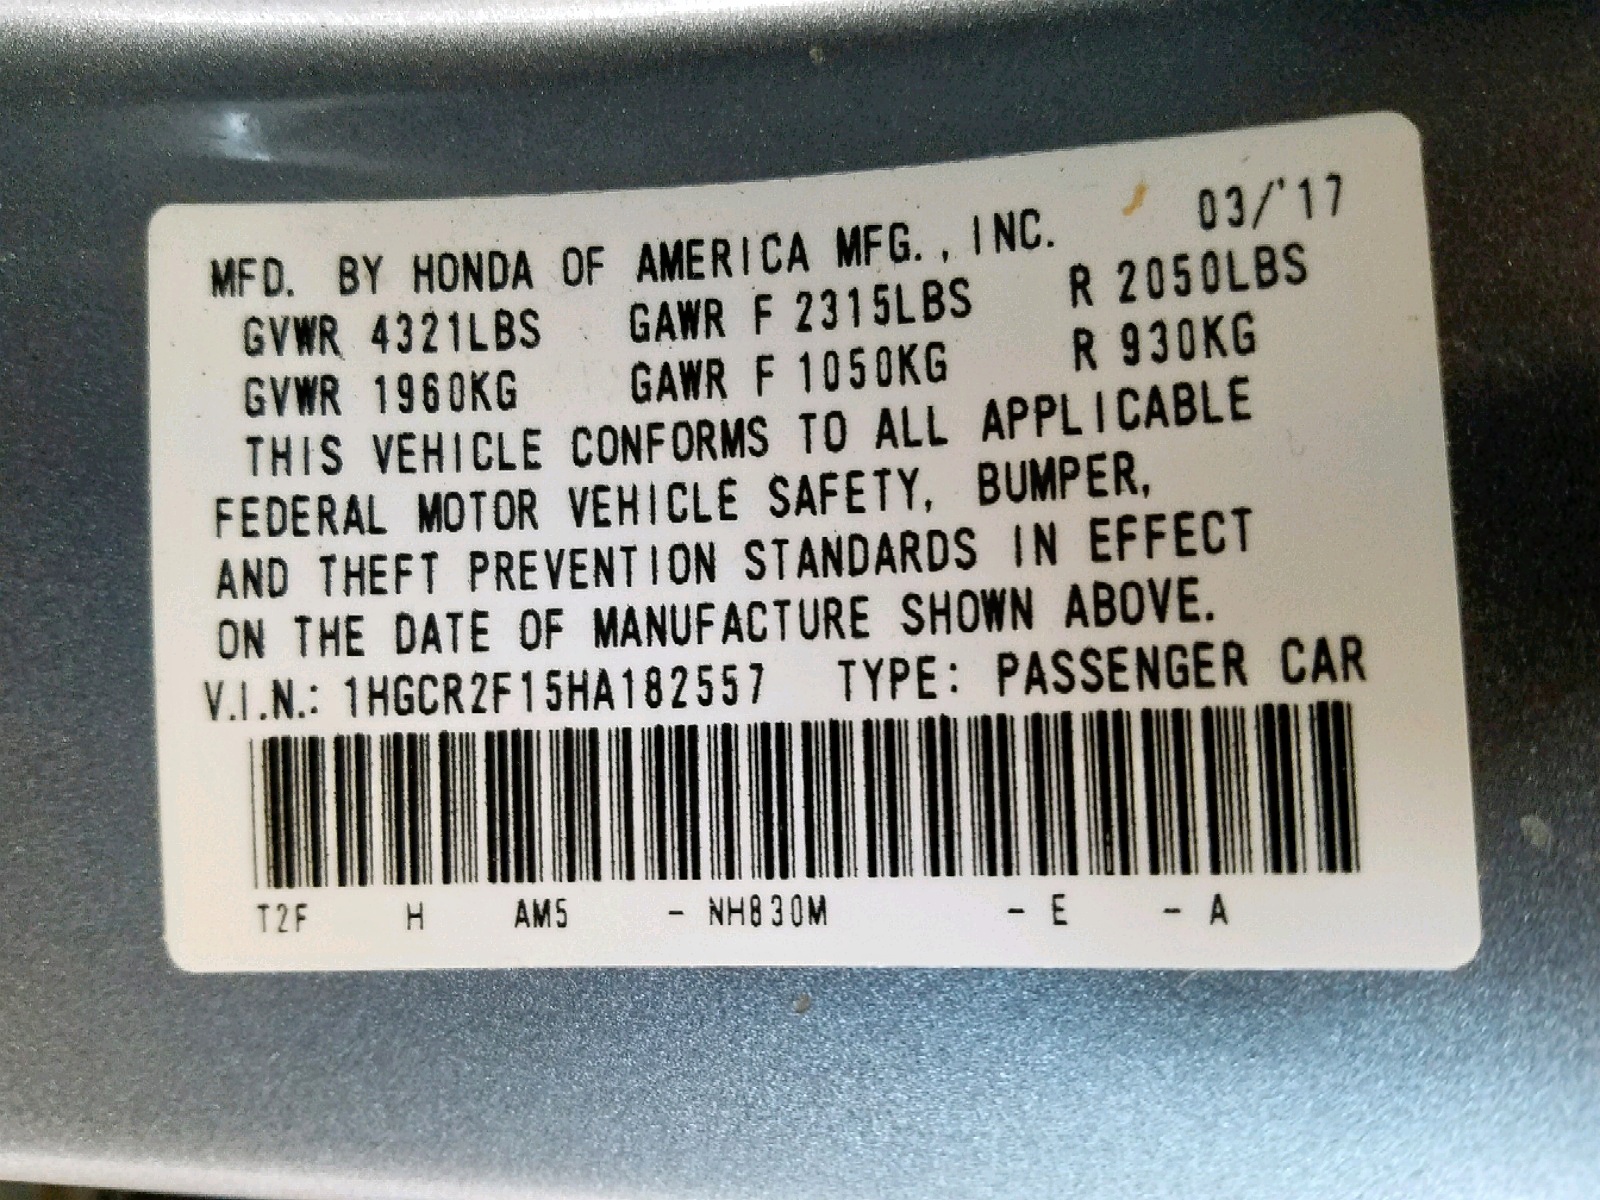 MFD. BY HONDA OF AMERICA MFG., INC. 03/'17
GVWR 4321LBS GAWR F 2315LBS R 2050LBS
GVWR 1960KG GAWR F 1050KG R 930KG
THIS VEHICLE CONFORMS TO ALL APPLICABLE
FEDERAL MOTOR VEHICLE SAFETY, BUMPER,
AND THEFT PREVENTION STANDARDS IN EFFECT
ON THE DATE OF MANUFACTURE SHOWN ABOVE.
V.I.N.: 1HGCR2F15HA182557 TYPE: PASSENGER CAR
T2F H AM5 - NH830M - E - A